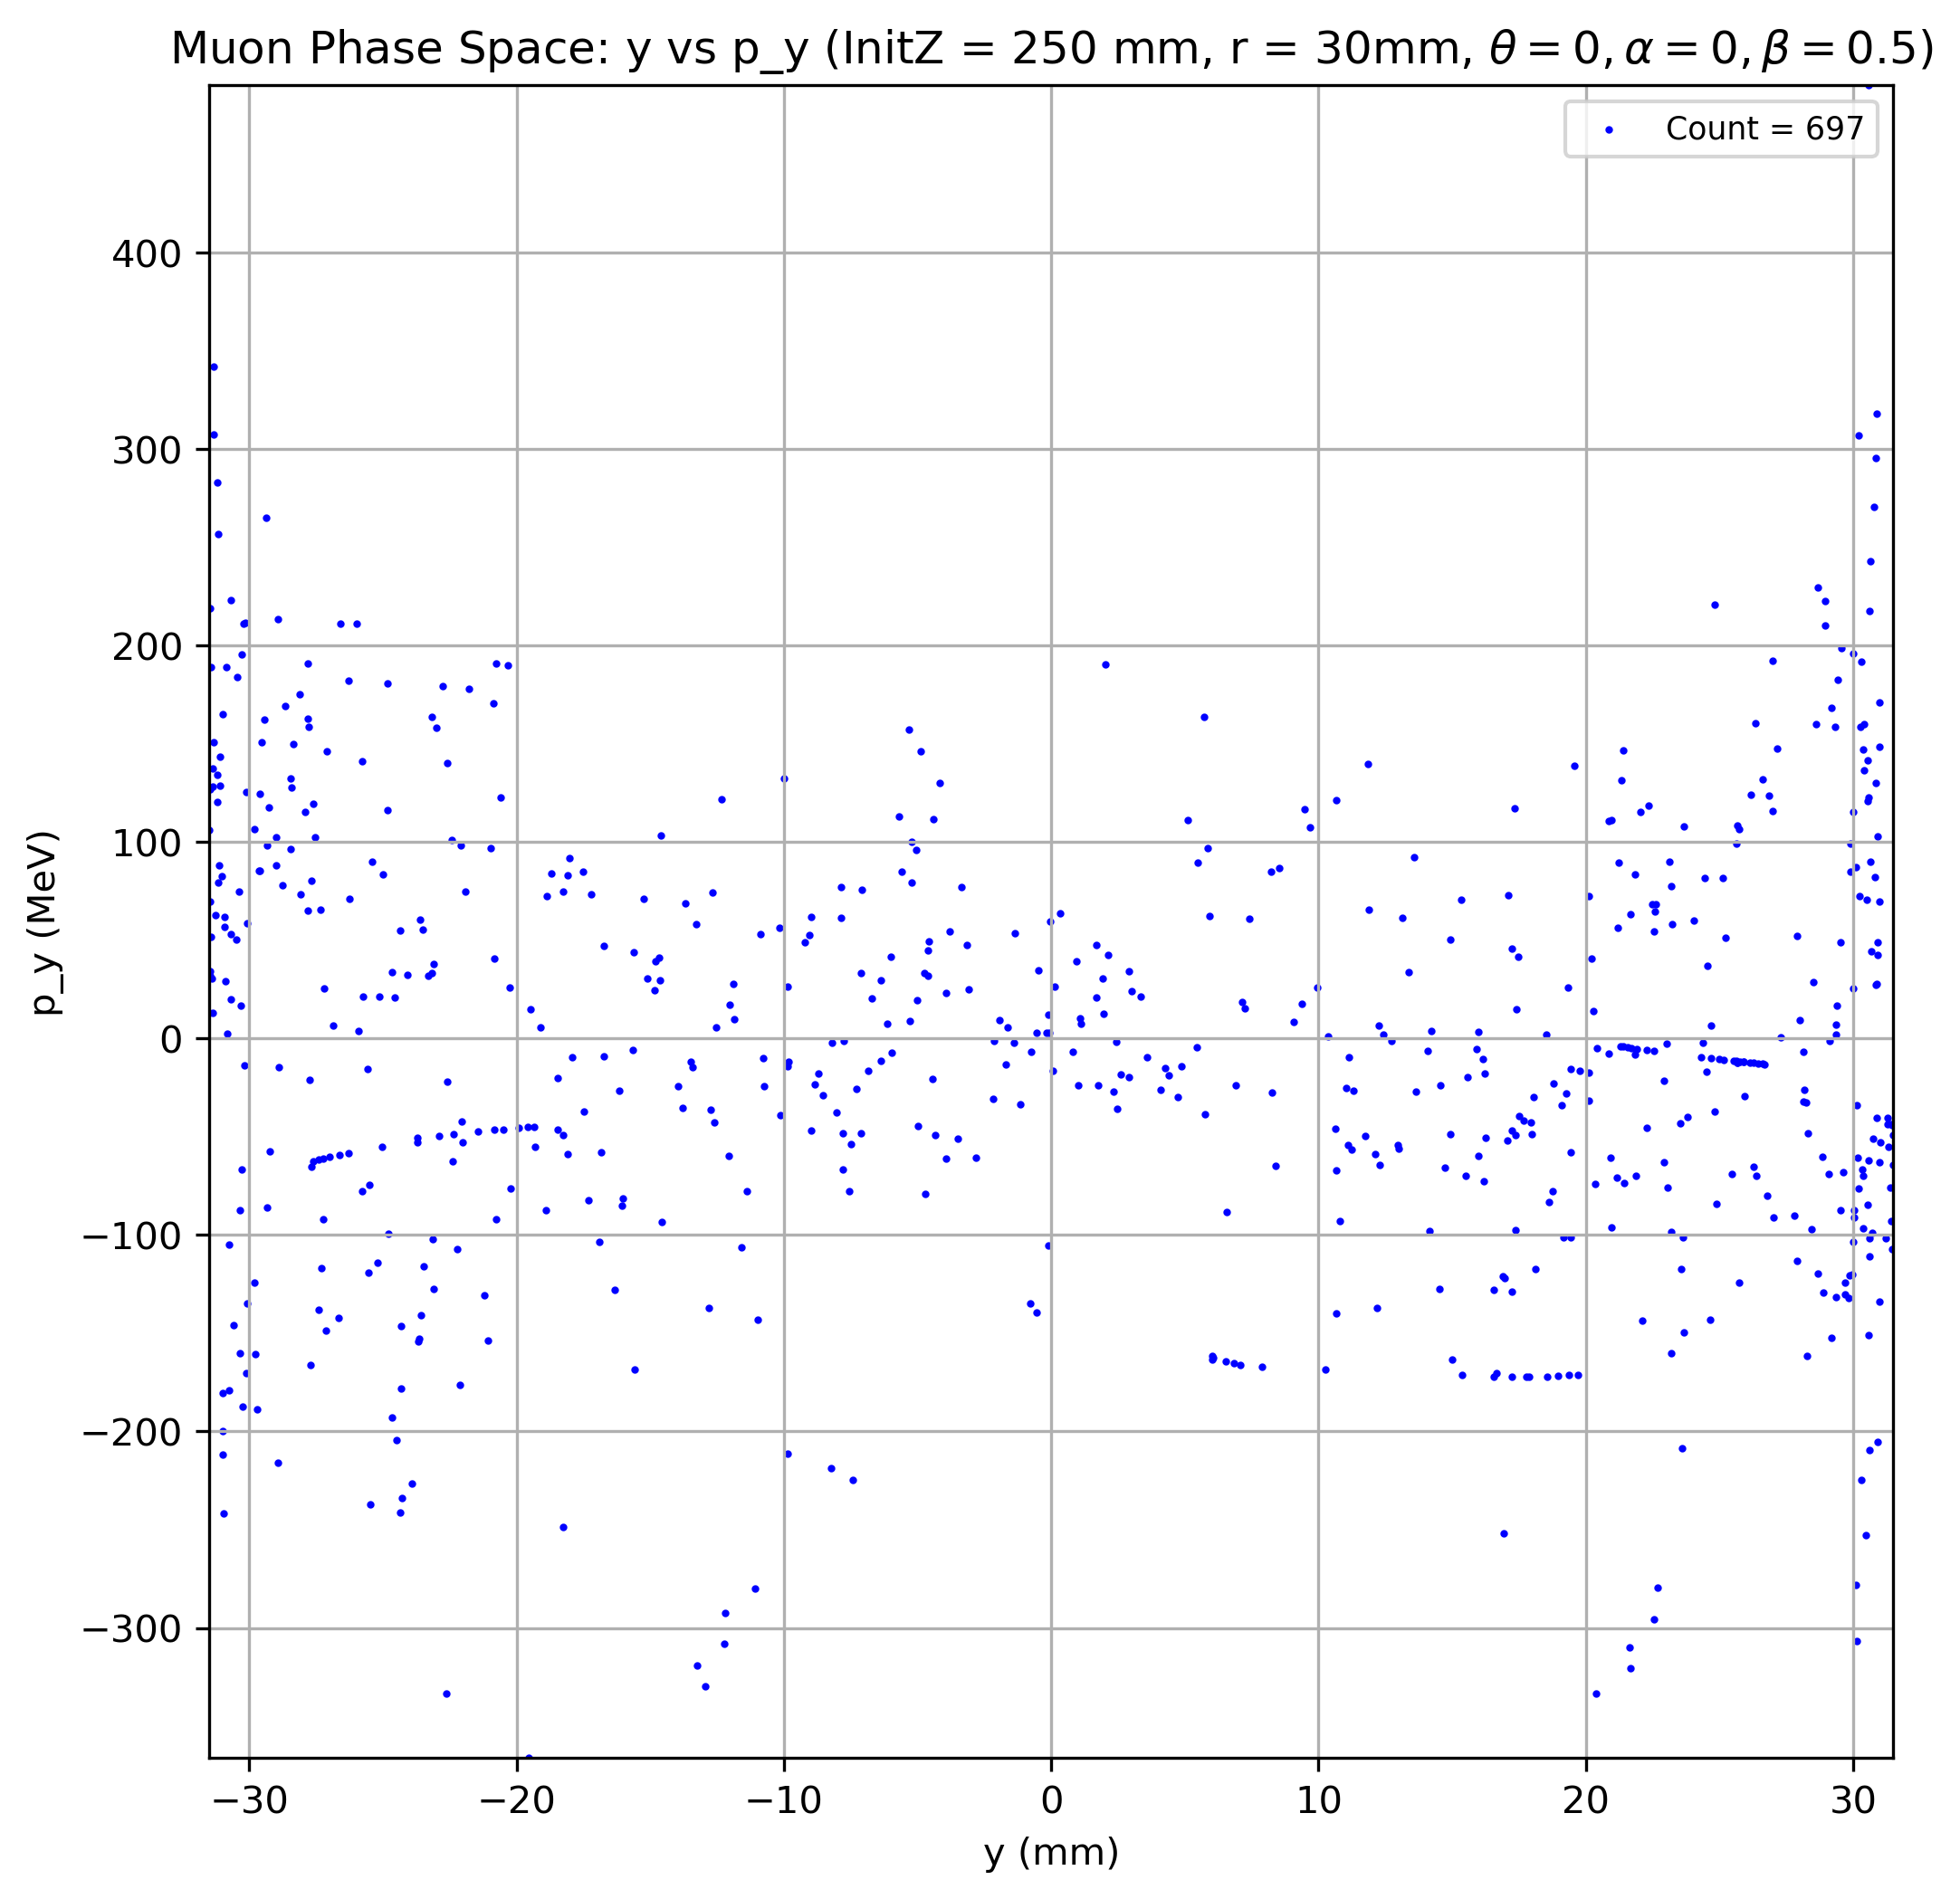 Muon Phase Space: y vs p_y (InitZ = 250 mm, r = 30mm, θ = 0, α = 0, β = 0.5)
Count = 697
400
300
200
100
0
−100
−200
−300
p_y (MeV)
−30 −20 −10 0 10 20 30
y (mm)